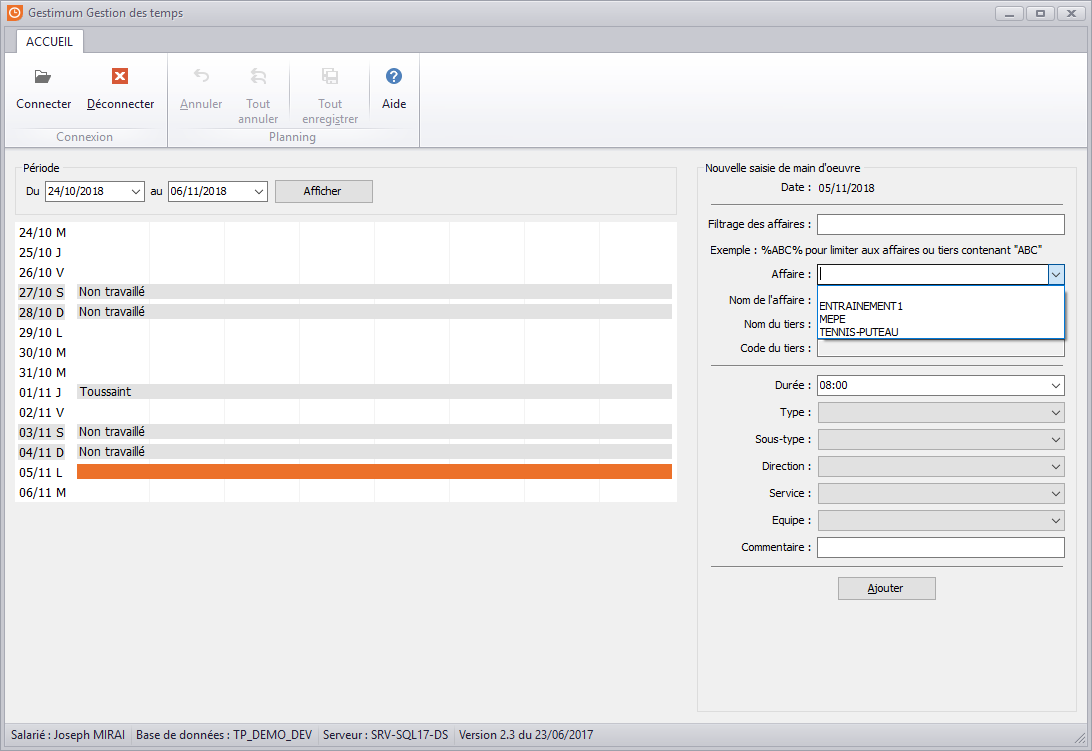 Gestimum Gestion des temps
ACCUEIL
Connecter
Déconnecter
Annuler
Tout annuler
Tout enregistrer
Aide
Connexion
Planning
Période
Du 24/10/2018 au 06/11/2018 Afficher
24/10 M
25/10 J
26/10 V
27/10 S Non travaillé
28/10 D Non travaillé
29/10 L
30/10 M
31/10 M
01/11 J Toussaint
02/11 V
03/11 S Non travaillé
04/11 D Non travaillé
05/11 L
06/11 M
Nouvelle saisie de main d'oeuvre
Date : 05/11/2018
Filtrage des affaires :
Exemple : %ABC% pour limiter aux affaires ou tiers contenant "ABC"
Affaire :
Nom de l'affaire :
ENTRAINEMENT1
MEPE
TENNIS-PUTEAU
Nom du tiers :
Code du tiers :
Durée : 08:00
Type :
Sous-type :
Direction :
Service :
Equipe :
Commentaire :
Ajouter
Salarié : Joseph MIRAI Base de données : TP_DEMO_DEV Serveur : SRV-SQL17-DS Version 2.3 du 23/06/2017